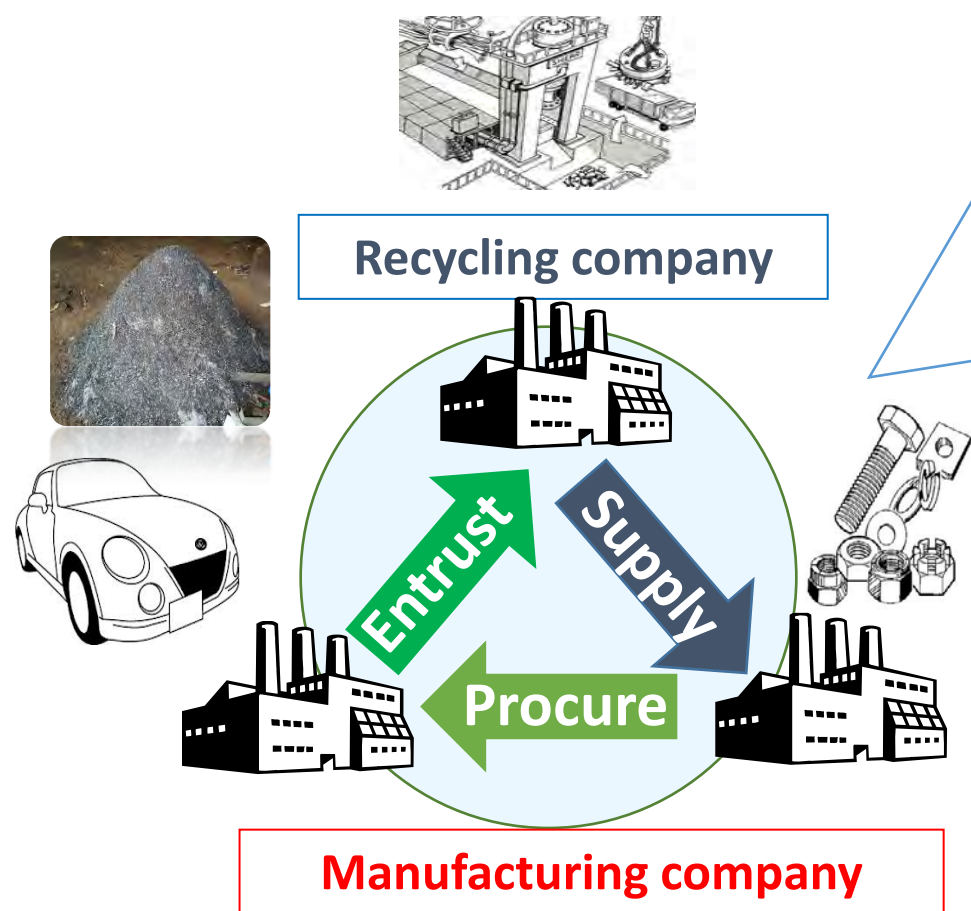 Recycling company
Entrust
Supply
Procure
Manufacturing company